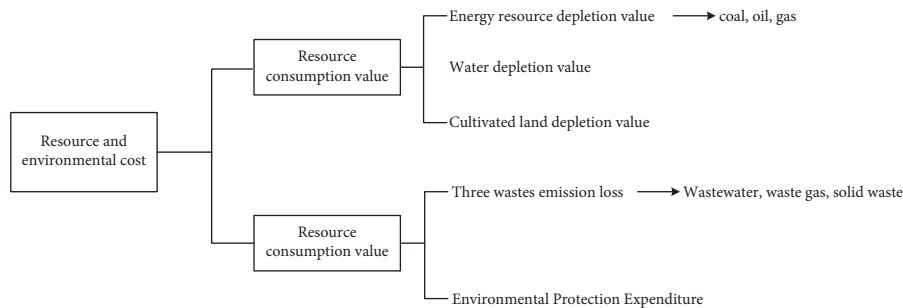 Resource and
environmental cost
Resource
consumption value
Energy resource depletion value
coal, oil, gas
Water depletion value
Cultivated land depletion value
Resource
consumption value
Three wastes emission loss
Wastewater, waste gas, solid waste
Environmental Protection Expenditure